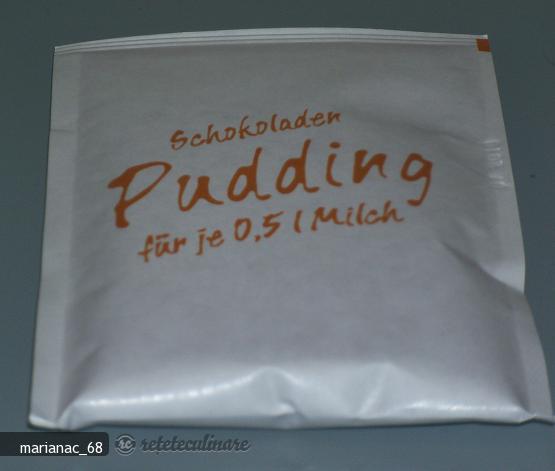 Schokoladen
Pudding
für je 0,5 l Milch
marianac_68
reteteculinare